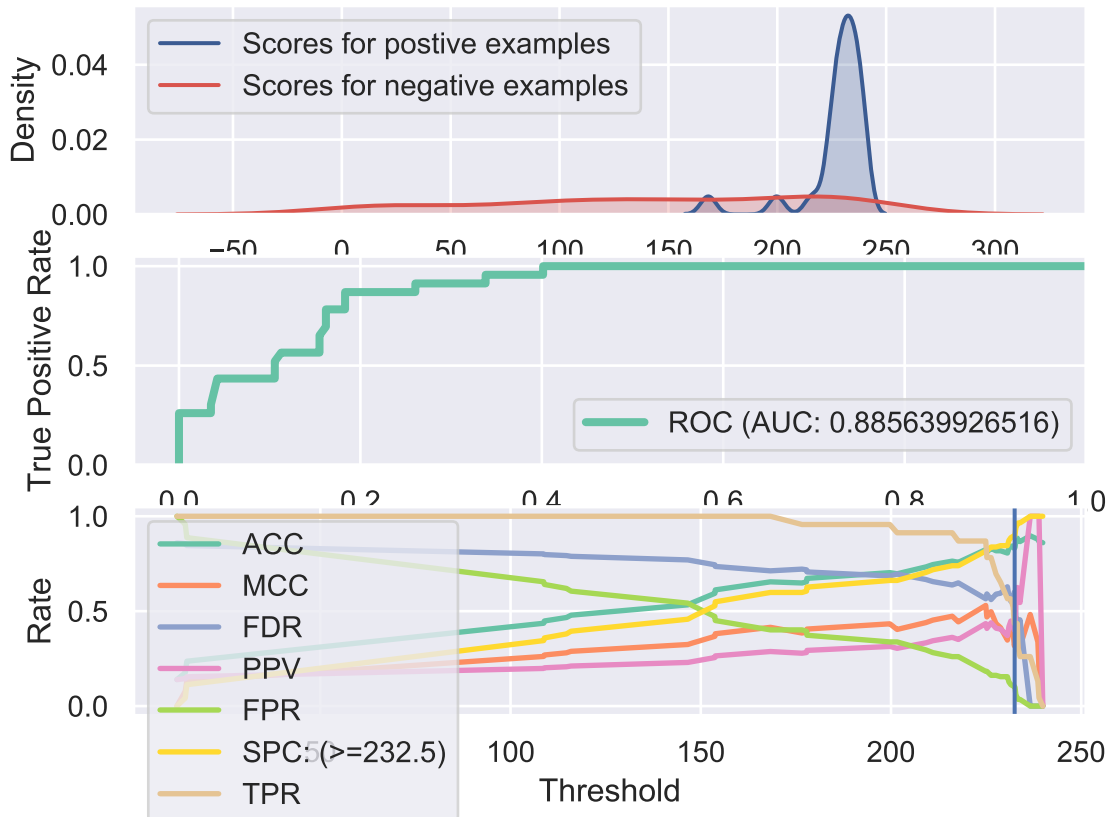 Scores for postive examples
Scores for negative examples
Density
0.04
0.02
0.00
−50 0 50 100 150 200 250 300
True Positive Rate
1.0
0.5
0.0
ROC (AUC: 0.885639926516)
0.0 0.2 0.4 0.6 0.8 1.0
Rate
1.0
0.5
0.0
ACC
MCC
FDR
PPV
FPR
SPC: (>=232.5)
TPR
50 100 150 200 250
Threshold